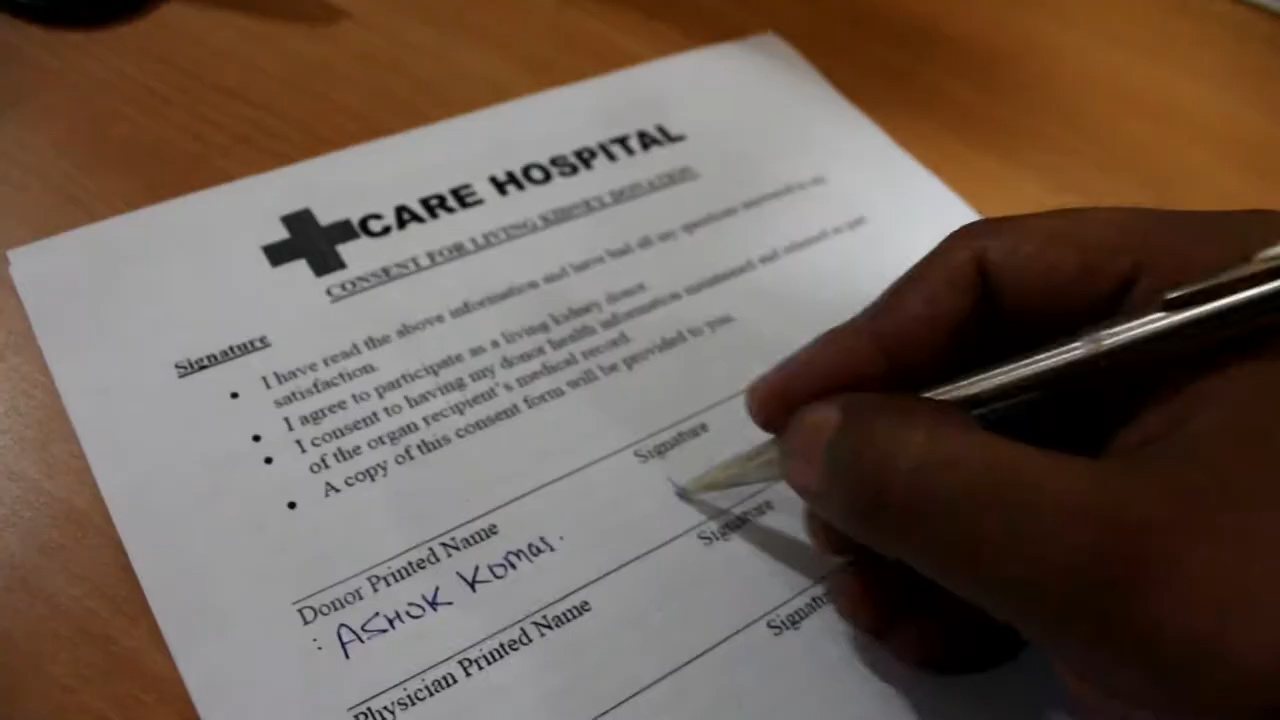 CARE HOSPITAL
CONSENT FOR LIVING KIDNEY DONATION
Signature
• I have read the above information and have had all my questions answered to my
satisfaction.
• I agree to participate as a living kidney donor.
• I consent to having my donor health information maintained and released as part
of the organ recipient's medical record.
• A copy of this consent form will be provided to you.
Donor Printed Name Signature
: ASHOK KOMAR.
Physician Printed Name Signature